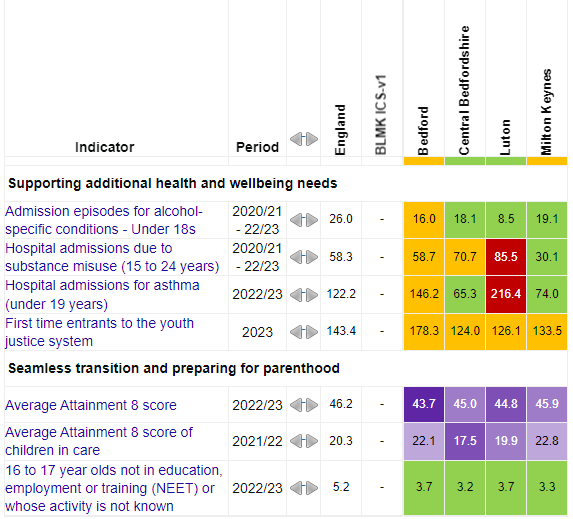 Indicator Period England BLMK ICS-v1 Bedford Central Bedfordshire Luton Milton Keynes
Supporting additional health and wellbeing needs
Admission episodes for alcohol-specific conditions - Under 18s 2020/21 - 22/23 26.0 - 16.0 18.1 8.5 19.1
Hospital admissions due to substance misuse (15 to 24 years) 2020/21 - 22/23 58.3 - 58.7 70.7 85.5 30.1
Hospital admissions for asthma (under 19 years) 2022/23 122.2 - 146.2 65.3 216.4 74.0
First time entrants to the youth justice system 2023 143.4 - 178.3 124.0 126.1 133.5
Seamless transition and preparing for parenthood
Average Attainment 8 score 2022/23 46.2 - 43.7 45.0 44.8 45.9
Average Attainment 8 score of children in care 2021/22 20.3 - 22.1 17.5 19.9 22.8
16 to 17 year olds not in education, employment or training (NEET) or whose activity is not known 2022/23 5.2 - 3.7 3.2 3.7 3.3